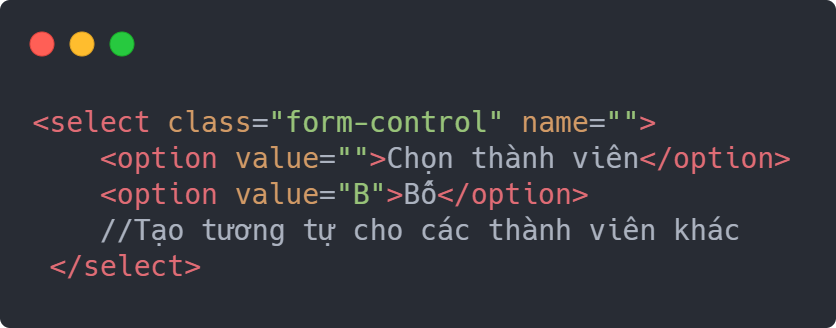 <select class="form-control" name="">
<option value="">Chọn thành viên</option>
<option value="B">Bố</option>
//Tạo tương tự cho các thành viên khác
</select>